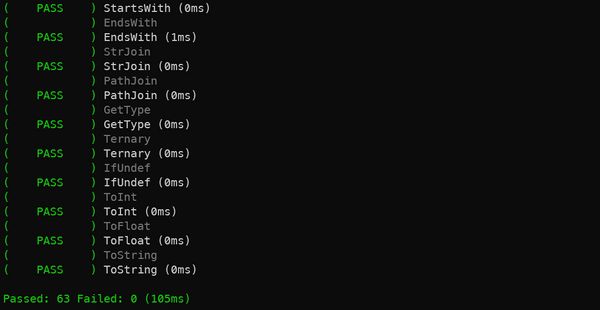 (    PASS    ) StartsWith (0ms)
(            ) EndsWith
(    PASS    ) EndsWith (1ms)
(            ) StrJoin
(    PASS    ) StrJoin (0ms)
(            ) PathJoin
(    PASS    ) PathJoin (0ms)
(            ) GetType
(    PASS    ) GetType (0ms)
(            ) Ternary
(    PASS    ) Ternary (0ms)
(            ) IfUndef
(    PASS    ) IfUndef (0ms)
(            ) ToInt
(    PASS    ) ToInt (0ms)
(            ) ToFloat
(    PASS    ) ToFloat (0ms)
(            ) ToString
(    PASS    ) ToString (0ms)
Passed: 63 Failed: 0 (105ms)